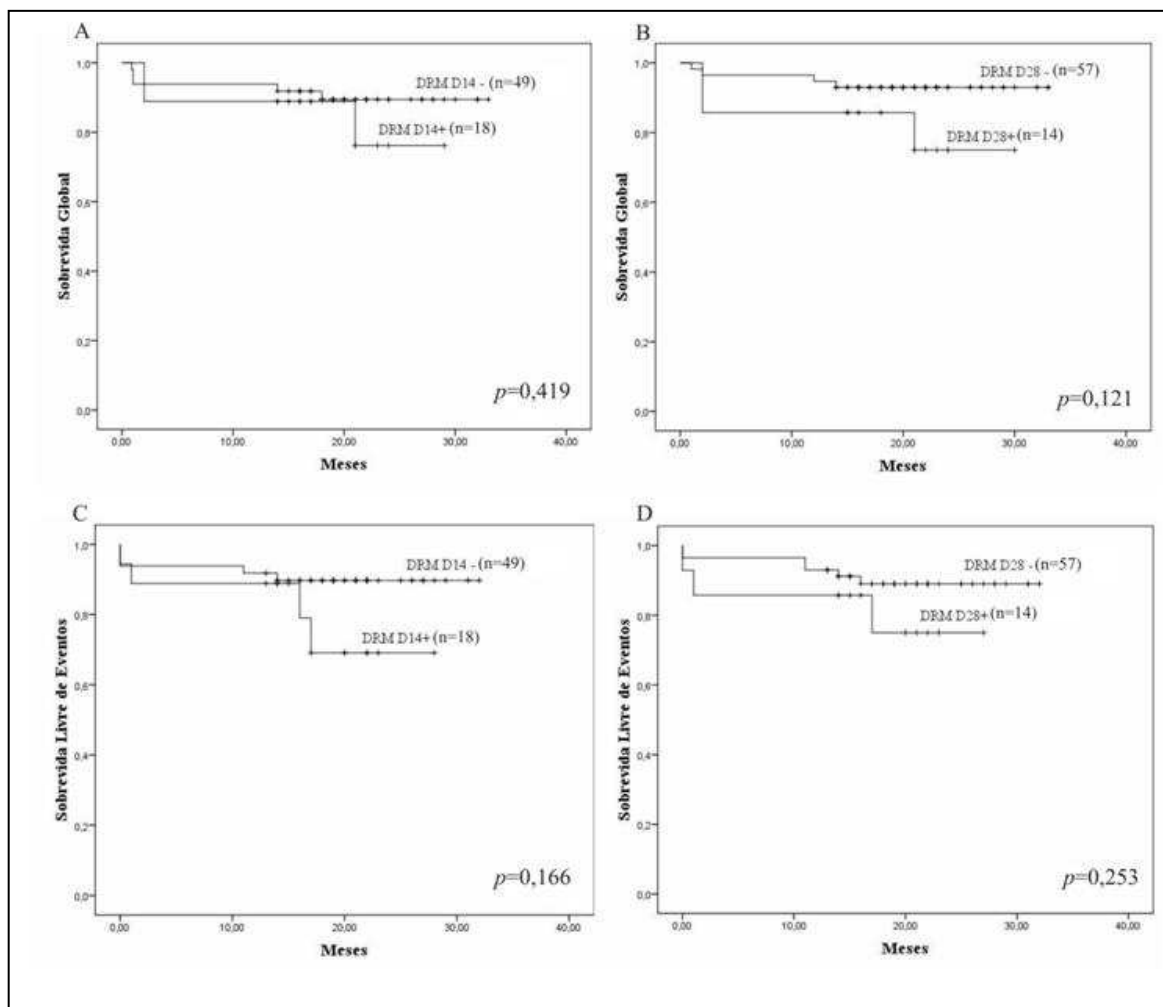 A
Sobrevida Global
1,0
0,8
0,6
0,4
0,2
0,0
DRM D14 - (n=49)
DRM D14+ (n=18)
p=0,419
0,00 10,00 20,00 30,00 40,00
Meses
B
Sobrevida Global
1,0
0,8
0,6
0,4
0,2
0,0
DRM D28 - (n=57)
DRM D28+ (n=14)
p=0,121
0,00 10,00 20,00 30,00 40,00
Meses
C
Sobrevida Livre de Eventos
1,0
0,8
0,6
0,4
0,2
0,0
DRM D14 - (n=49)
DRM D14+ (n=18)
p=0,166
0,00 10,00 20,00 30,00 40,00
Meses
D
Sobrevida Livre de Eventos
1,0
0,8
0,6
0,4
0,2
0,0
DRM D28 - (n=57)
DRM D28+ (n=14)
p=0,253
0,00 10,00 20,00 30,00 40,00
Meses